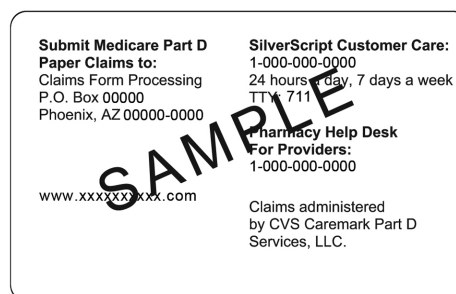 Submit Medicare Part D
Paper Claims to:
Claims Form Processing
P.O. Box 00000
Phoenix, AZ 00000-0000
www.xxxxxxxxxx.com
SilverScript Customer Care:
1-000-000-0000
24 hours a day, 7 days a week
TTY: 711
Pharmacy Help Desk
For Providers:
1-000-000-0000
Claims administered
by CVS Caremark Part D
Services, LLC.
SAMPLE